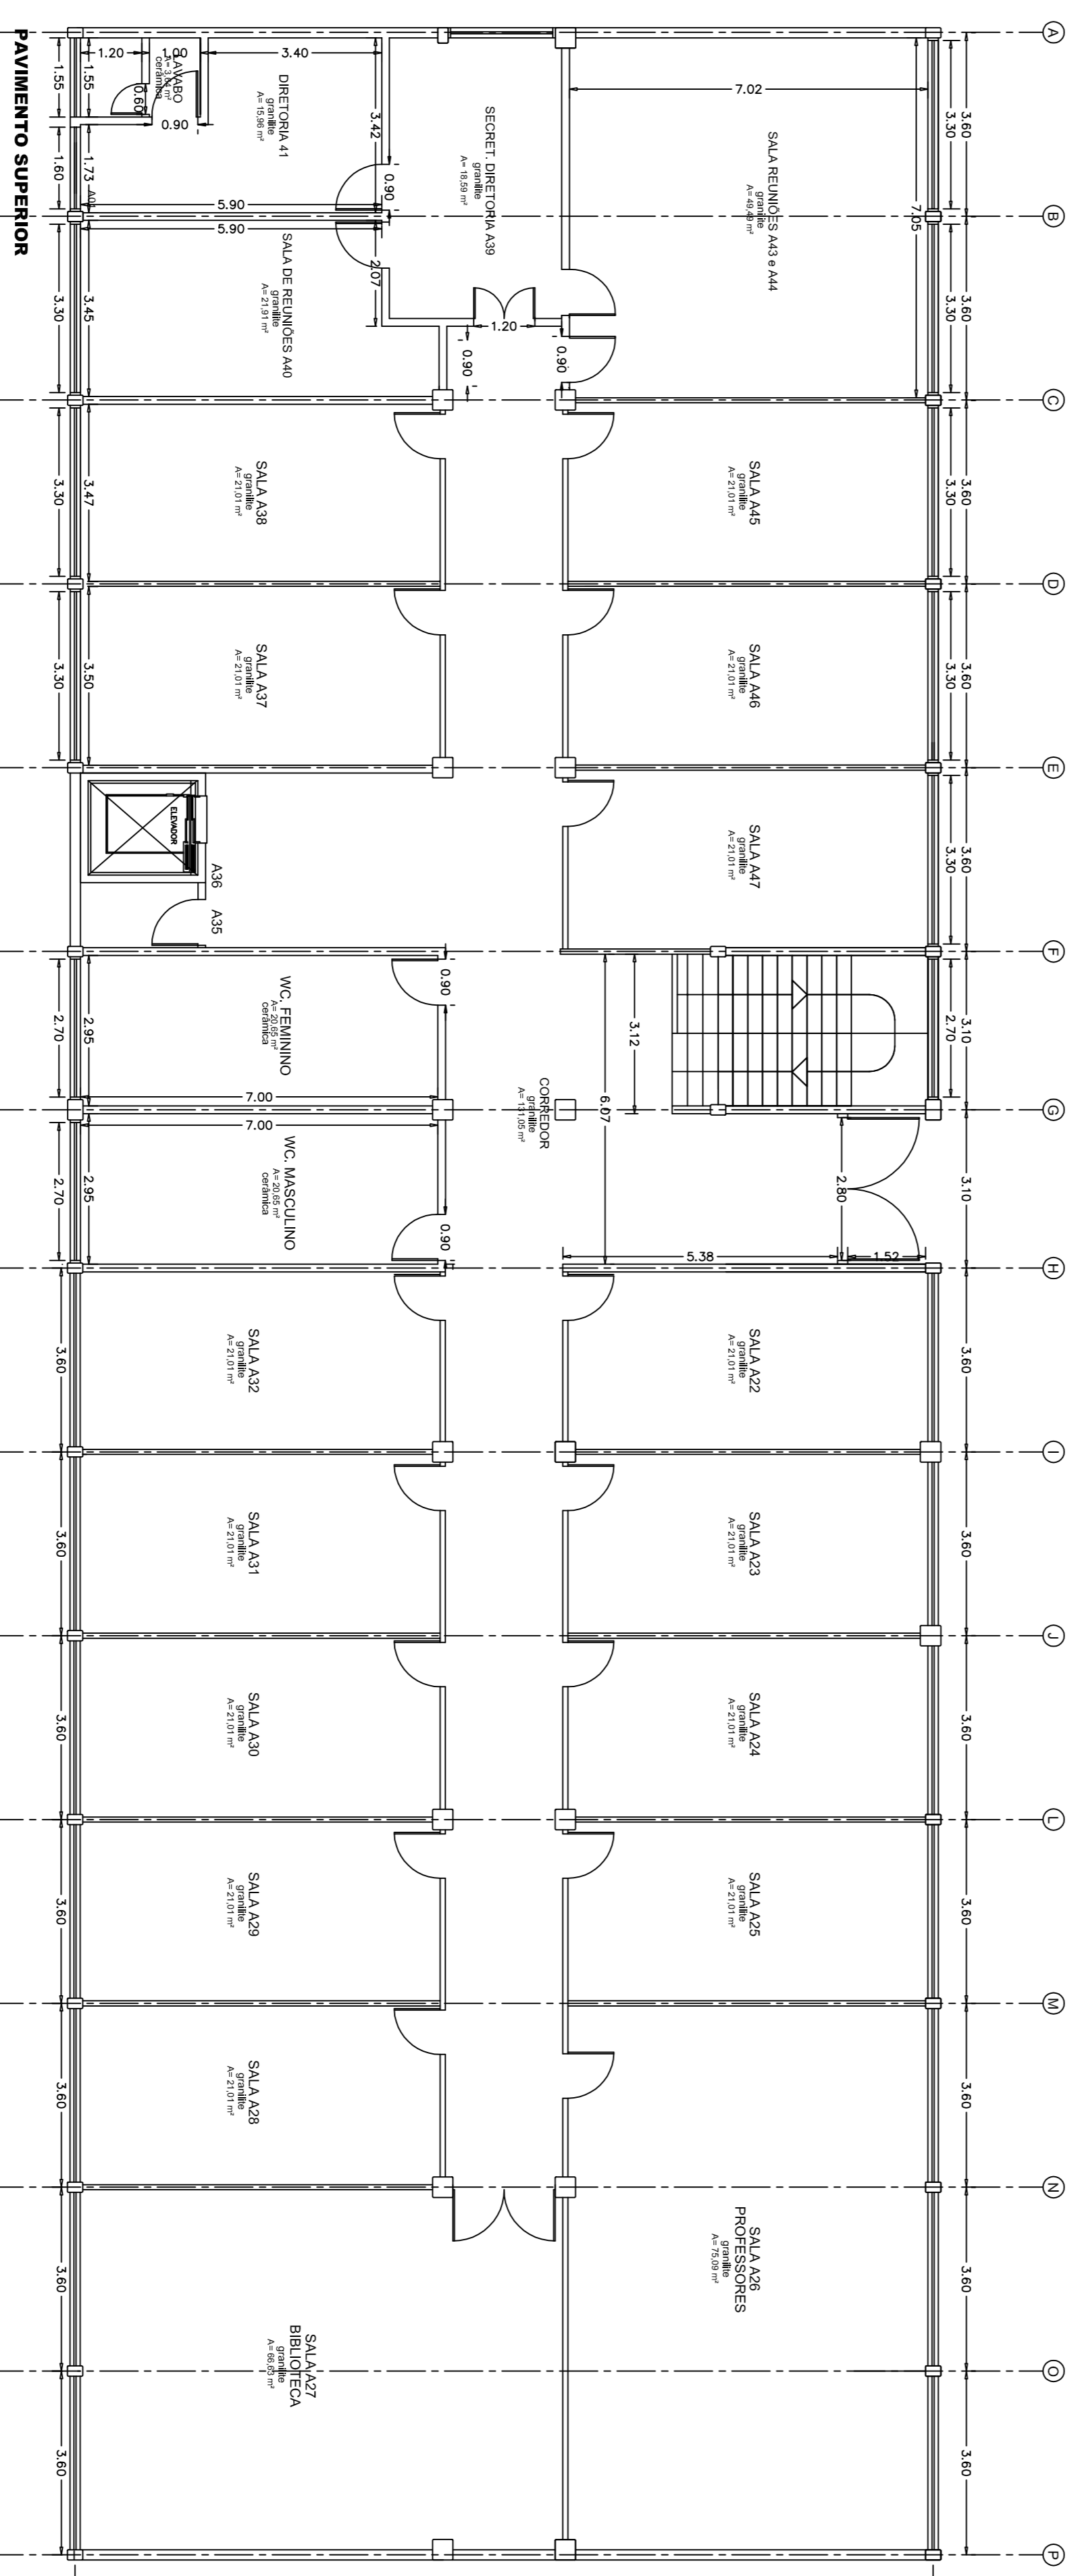 A
B
C
D
E
F
G
H
I
J
L
M
N
O
P
3.60
3.60
3.60
3.60
3.60
3.10
3.10
3.60
3.60
3.60
3.60
3.60
3.60
3.60
3.30
3.30
3.30
3.30
3.30
2.70
7.05
7.02
SALA REUNIÕES A43 e A44
granilite
A= 49,49 m²
SALA A45
granilite
A= 21,01 m²
SALA A46
granilite
A= 21,01 m²
SALA A47
granilite
A= 21,01 m²
3.12
6.07
2.80
1.52
5.38
SALA A22
granilite
A= 21,01 m²
SALA A23
granilite
A= 21,01 m²
SALA A24
granilite
A= 21,01 m²
SALA A25
granilite
A= 21,01 m²
SALA A26
PROFESSORES
granilite
A= 75,09 m²
SECRET. DIRETORIA A39
granilite
A= 18,59 m²
1.20
0.90
0.90
CORREDOR
granilite
A= 131,05 m²
3.42
0.90
2.07
0.90
0.90
3.40
DIRETORIA 41
granilite
A= 15,96 m²
5.90
5.90
SALA DE REUNIÕES A40
granilite
A= 21,91 m²
SALA A38
granilite
A= 21,01 m²
SALA A37
granilite
A= 21,01 m²
A36
A35
ELEVADOR
WC. FEMININO
A= 20,65 m²
cerâmica
7.00
7.00
WC. MASCULINO
A= 20,65 m²
cerâmica
SALA A32
granilite
A= 21,01 m²
SALA A31
granilite
A= 21,01 m²
SALA A30
granilite
A= 21,01 m²
SALA A29
granilite
A= 21,01 m²
SALA A28
granilite
A= 21,01 m²
SALA A27
BIBLIOTECA
granilite
A= 66,63 m²
LAVABO
cerâmica
1.00
1.20
0.60
0.90
1.55
1.73
3.45
3.47
3.50
2.95
2.95
1.55
1.60
3.30
3.30
3.30
2.70
2.70
3.60
3.60
3.60
3.60
3.60
3.60
3.60
PAVIMENTO SUPERIOR